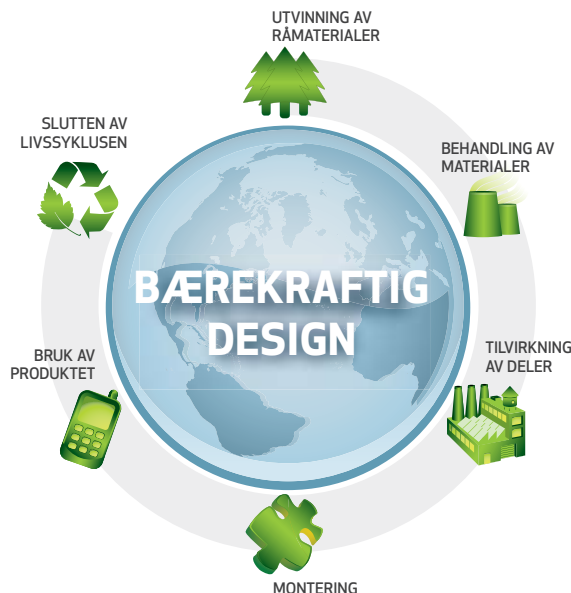 UTVINNING AV
RÅMATERIALER
BEHANDLING AV
MATERIALER
TILVIRKNING
AV DELER
MONTERING
BRUK AV
PRODUKTET
SLUTTEN AV
LIVSSYKLUSEN
BÆREKRAFTIG
DESIGN